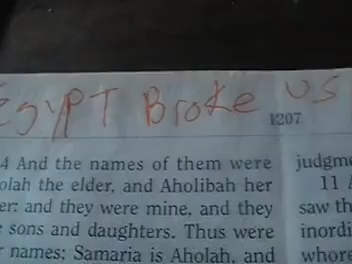 EgYPT Broke US
1207
4 And the names of them were
olah the elder, and Aholibah her
er: and they were mine, and they
sons and daughters. Thus were
names: Samaria is Aholah, and
judgme
11 A
saw th
inordi
whore